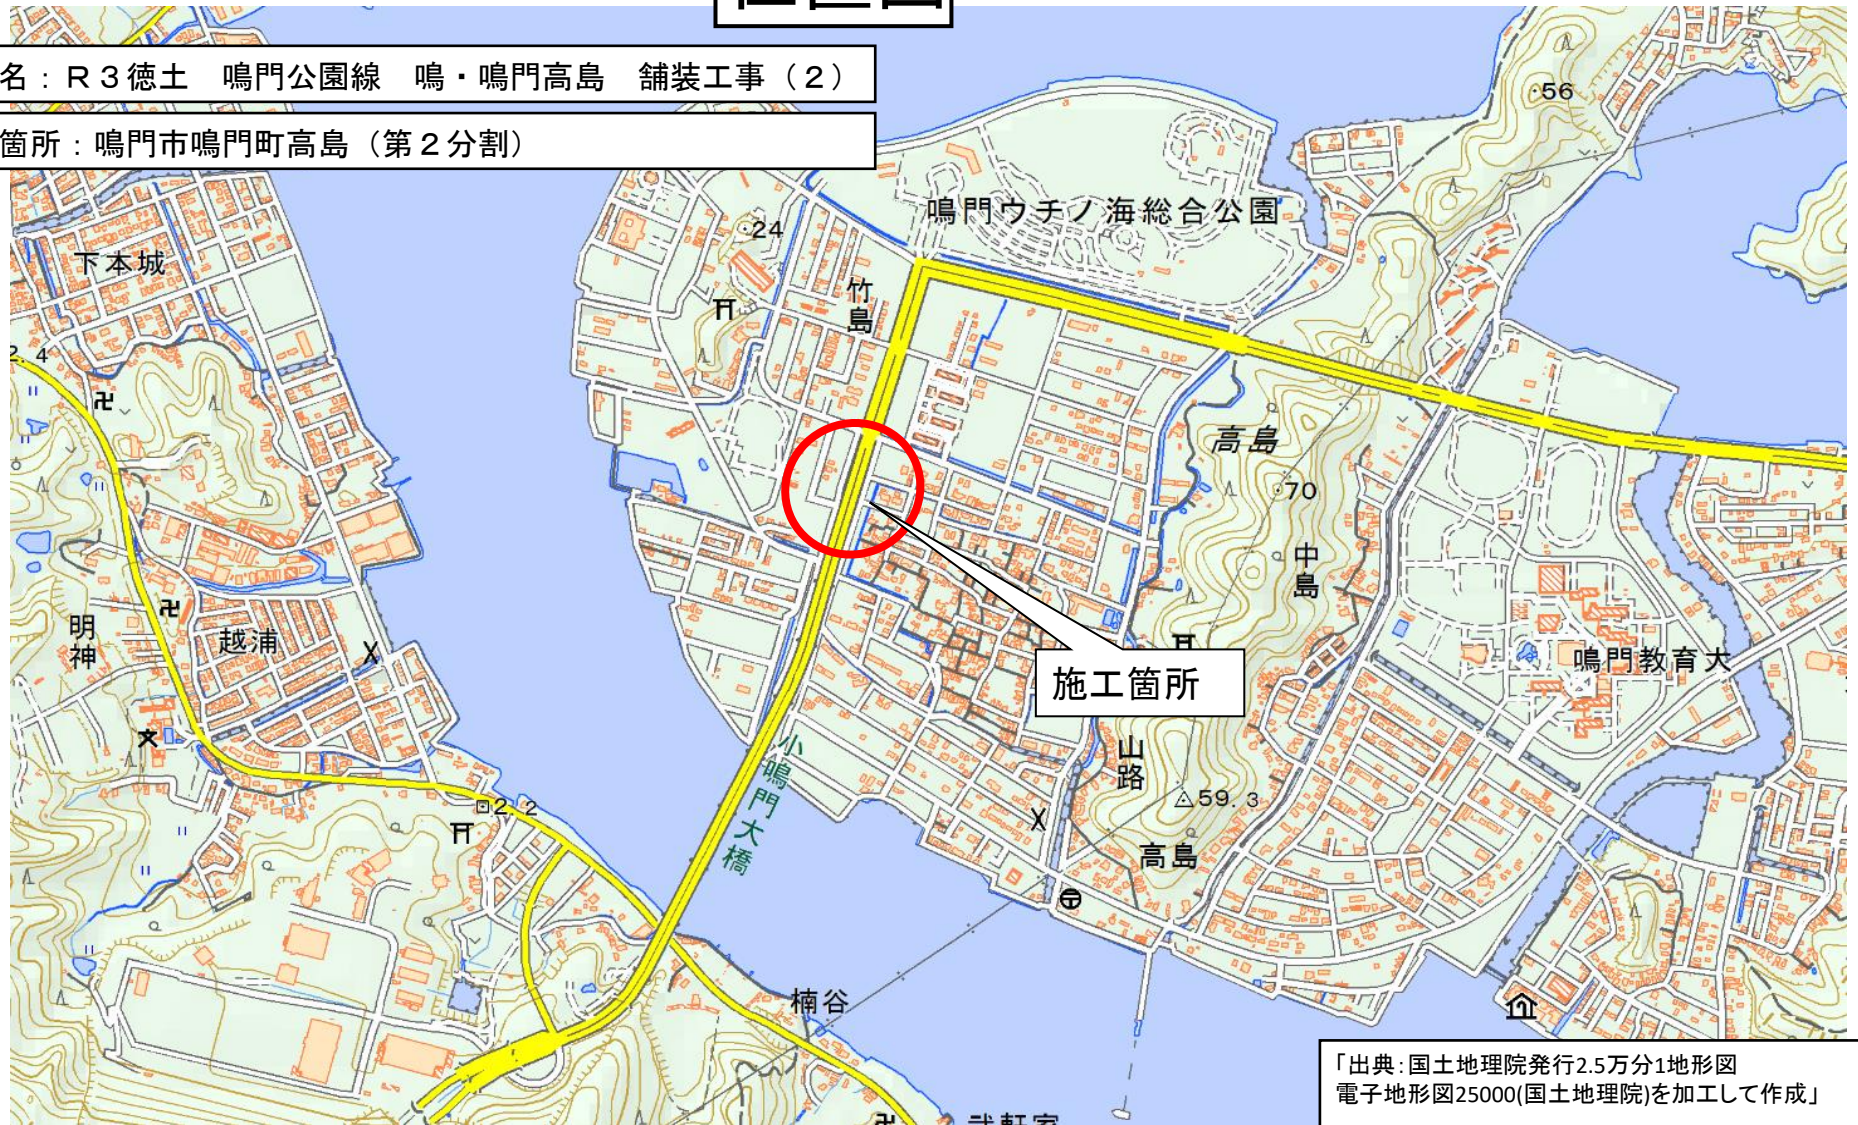 位置図
名：Ｒ３徳土　鳴門公園線　鳴・鳴門高島　舗装工事（２）
箇所：鳴門市鳴門町高島（第２分割）
56
鳴門ウチノ海総合公園
24
下本城
竹島
2.4
高島
70
中島
明神
越浦
鳴門教育大
施工箇所
小鳴門大橋
山路
59.3
2.2
高島
楠谷
「出典：国土地理院発行2.5万分1地形図
電子地形図25000(国土地理院)を加工して作成」